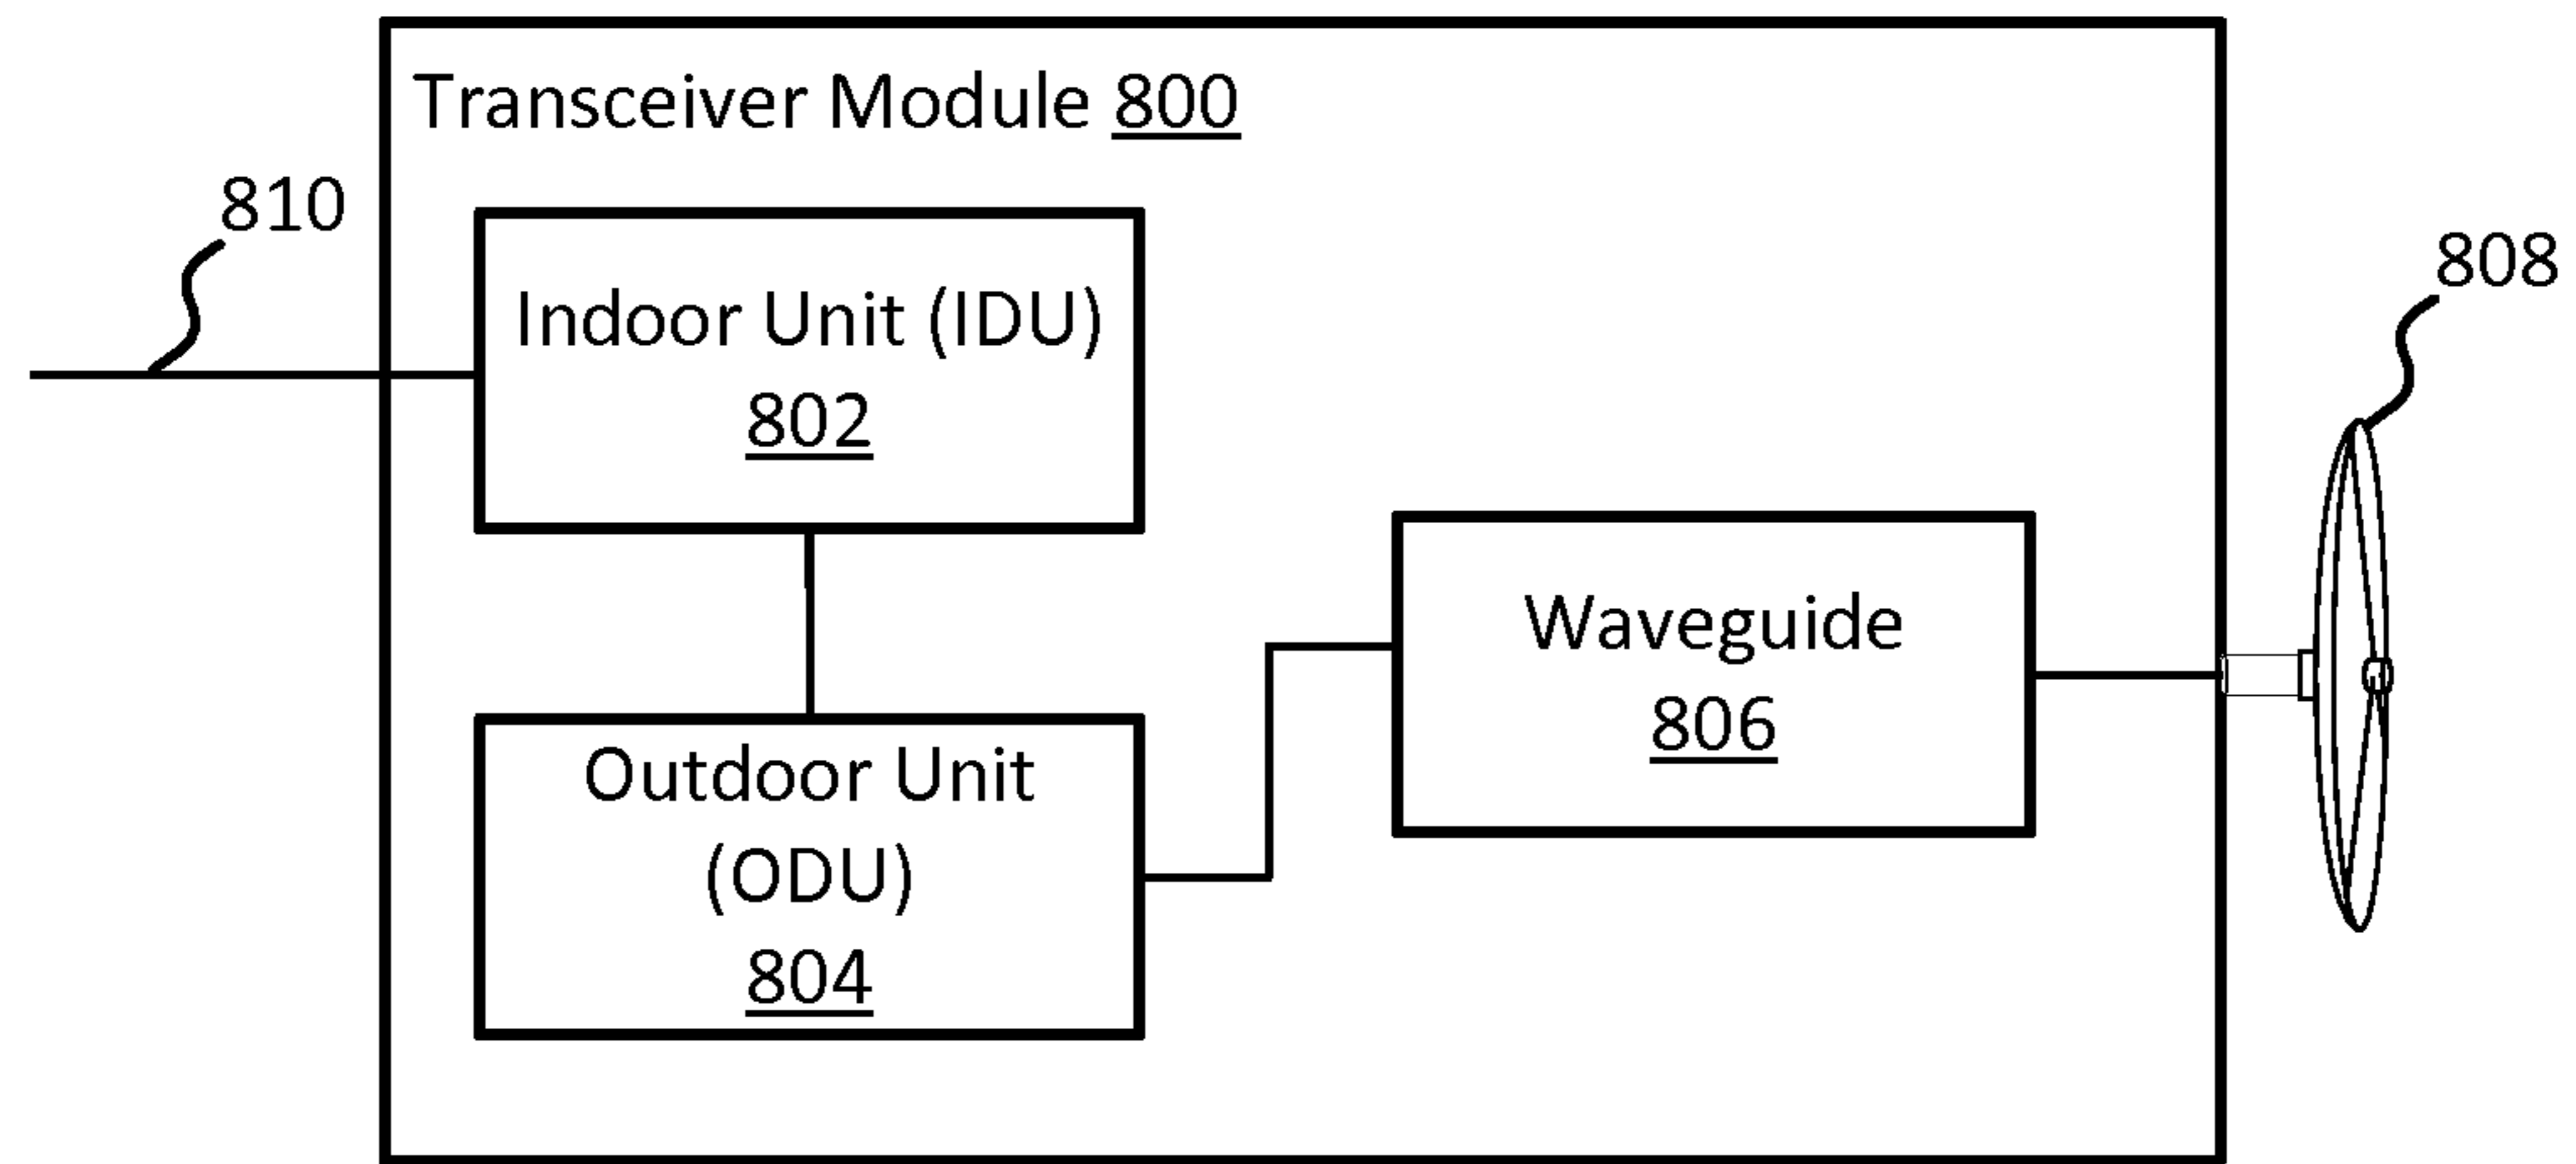 Transceiver Module 800
810
808
Indoor Unit (IDU)
802
Waveguide
806
Outdoor Unit
(ODU)
804